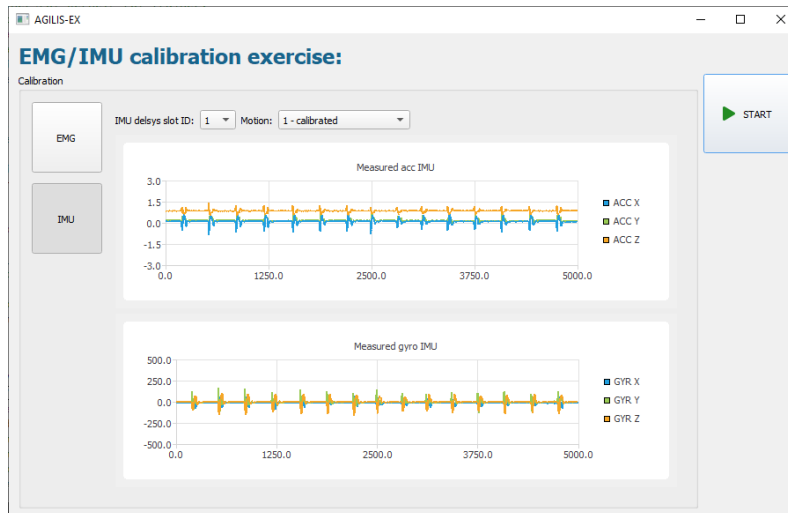 AGILIS-EX
EMG/IMU calibration exercise:
Calibration
START
EMG
IMU
IMU delsys slot ID: 1 Motion: 1 - calibrated
Measured acc IMU
3.0
1.5
0.0
-1.5
-3.0
0.0 1250.0 2500.0 3750.0 5000.0
ACC X
ACC Y
ACC Z
Measured gyro IMU
500.0
250.0
0.0
-250.0
-500.0
0.0 1250.0 2500.0 3750.0 5000.0
GYR X
GYR Y
GYR Z